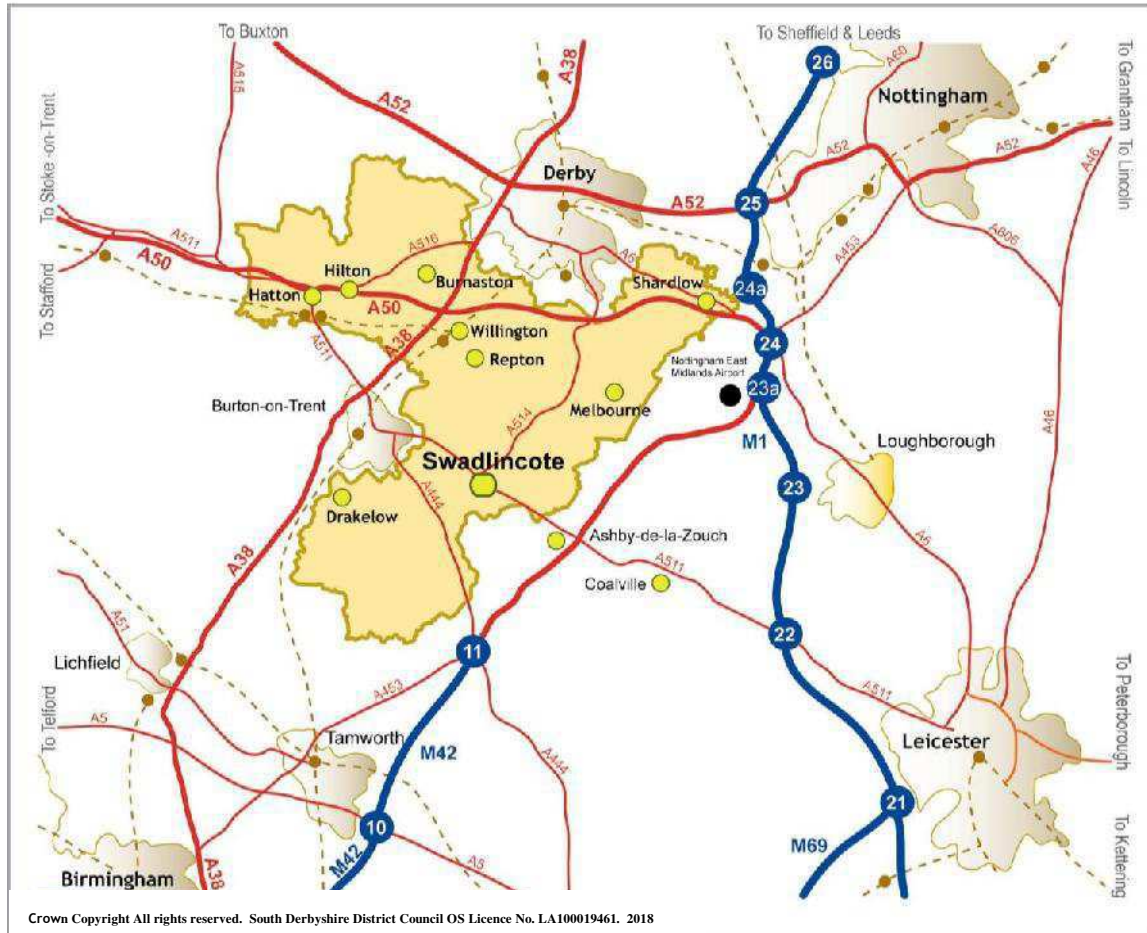 To Buxton
To Sheffield & Leeds
A38
26
A60
To Grantham
A515
A52
Nottingham
To Stoke -on-Trent
A52
A52
A46
To Lincoln
Derby
A52
25
A511
A516
A6
A453
A606
A50
Hilton
Burnaston
Shardlow
24a
To Stafford
Hatton
A50
A511
Willington
A38
Repton
24
Nottingham East
Midlands Airport
23a
Melbourne
Burton-on-Trent
A514
M1
Loughborough
A46
Swadlincote
23
A444
Drakelow
A38
Ashby-de-la-Zouch
A6
A511
Coalville
A51
22
11
Lichfield
A453
A511
To Peterborough
To Telford
A5
Tamworth
Leicester
M42
A444
21
10
M69
M42
A5
To Kettering
Birmingham
A38
Crown Copyright All rights reserved. South Derbyshire District Council OS Licence No. LA100019461. 2018